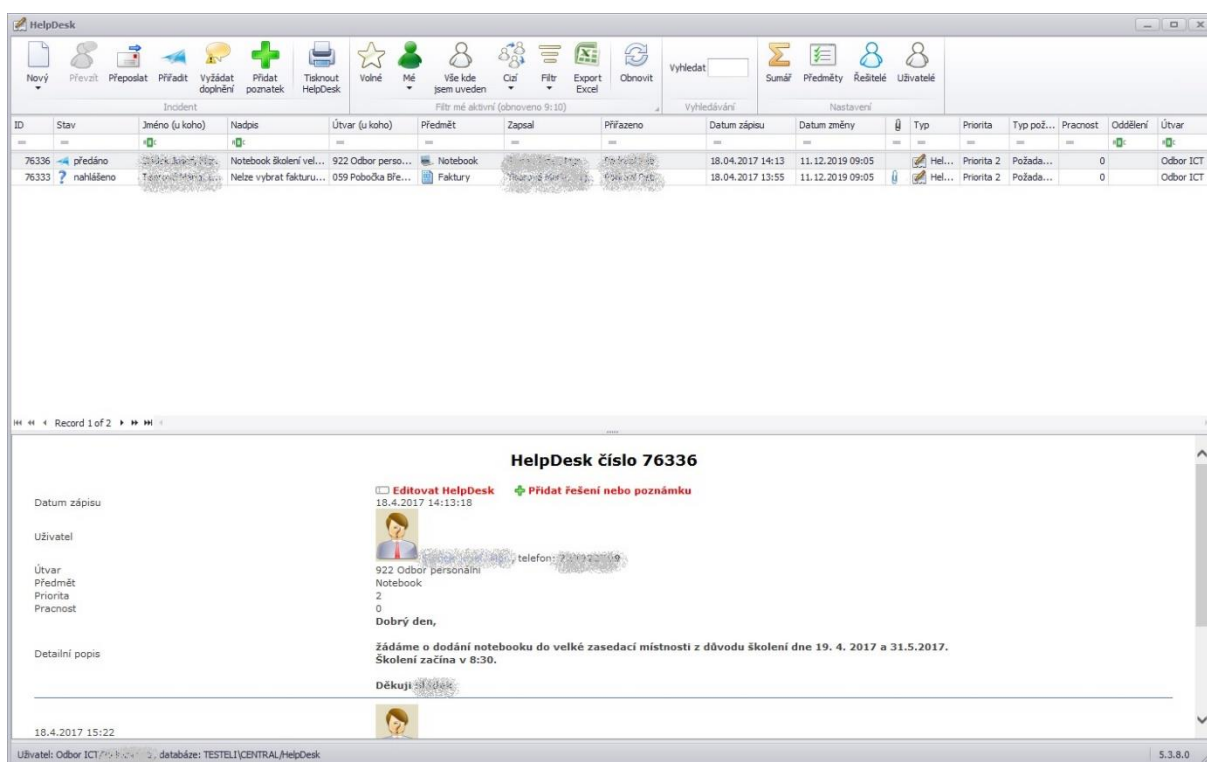 HelpDesk
Nový Převzít Přeposlat Přiřadit Vyžádat doplnění Přidat poznatek Tisknout HelpDesk Volné Mé Vše kde jsem uveden Cizí Filtr Export Excel Obnovit Vyhledat Sumář Předměty Řešitelé Uživatelé
Incident Filtr mé aktivní (obnoveno 9:10) Vyhledávání Nastavení
ID Stav Jméno (u koho) Nadpis Útvar (u koho) Předmět Zapsal Přiřazeno Datum zápisu Datum změny Typ Priorita Typ pož... Pracnost Oddělení Útvar
76336 předáno Notebook školení vel... 922 Odbor perso... Notebook 18.04.2017 14:13 11.12.2019 09:05 Hel... Priorita 2 Požada... 0 Odbor ICT
76333 nahlášeno Nelze vybrat fakturu... 059 Pobočka Bře... Faktury 18.04.2017 13:55 11.12.2019 09:05 Hel... Priorita 2 Požada... 0 Odbor ICT
Record 1 of 2
HelpDesk číslo 76336
Editovat HelpDesk Přidat řešení nebo poznámku
Datum zápisu 18.4.2017 14:13:18
Uživatel , telefon:
Útvar 922 Odbor personální
Předmět Notebook
Priorita 2
Pracnost 0
Dobrý den,
Detailní popis
žádáme o dodání notebooku do velké zasedací místnosti z důvodu školení dne 19. 4. 2017 a 31.5.2017.
Školení začína v 8:30.
Děkuji
18.4.2017 15:22
Uživatel: Odbor ICT/ , databáze: TESTELI\CENTRAL/HelpDesk 5.3.8.0